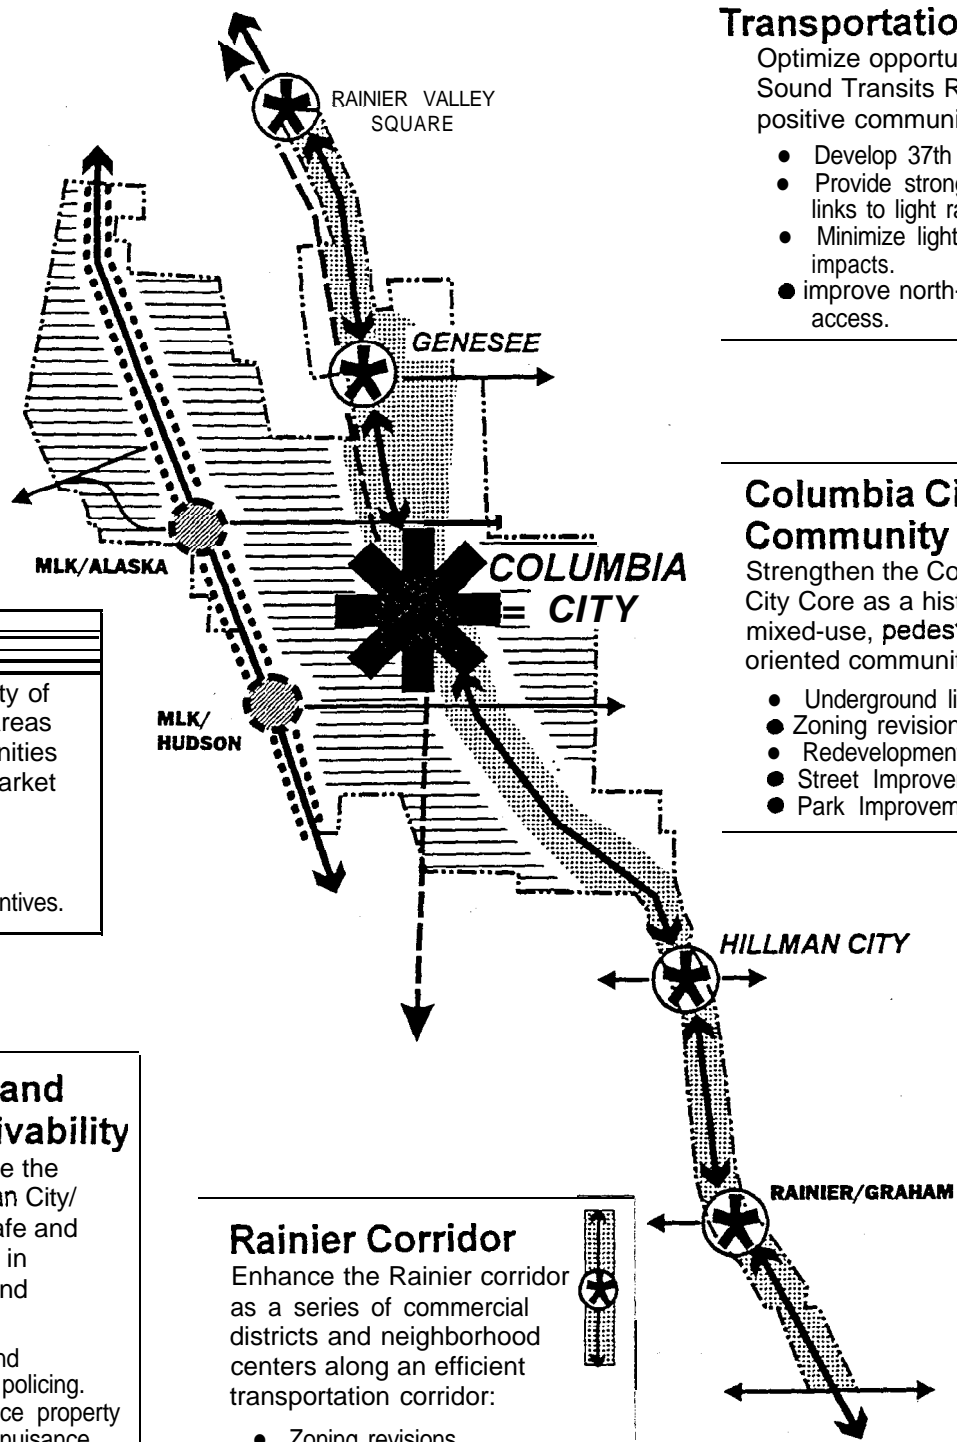 Transportatio
Optimize opportu
Sound Transits R
positive communi
● Develop 37th
● Provide strong
links to light ra
● Minimize light
impacts.
● improve north-
access.
RAINIER VALLEY
SQUARE
GENESEE
COLUMBIA
= CITY
MLK/ALASKA
MLK/
HUDSON
HILLMAN CITY
RAINIER/GRAHAM
Columbia Ci
Community
Strengthen the Co
City Core as a hist
mixed-use, pedest
oriented communit
● Underground li
● Zoning revision
● Redevelopmen
● Street Improve
● Park Improvem
ty of
reas
nities
arket
ntives.
and
ivability
e the
an City/
afe and
in
nd
nd
policing.
ce property
nuisance
Rainier Corridor
Enhance the Rainier corridor
as a series of commercial
districts and neighborhood
centers along an efficient
transportation corridor:
● Zoning revisions